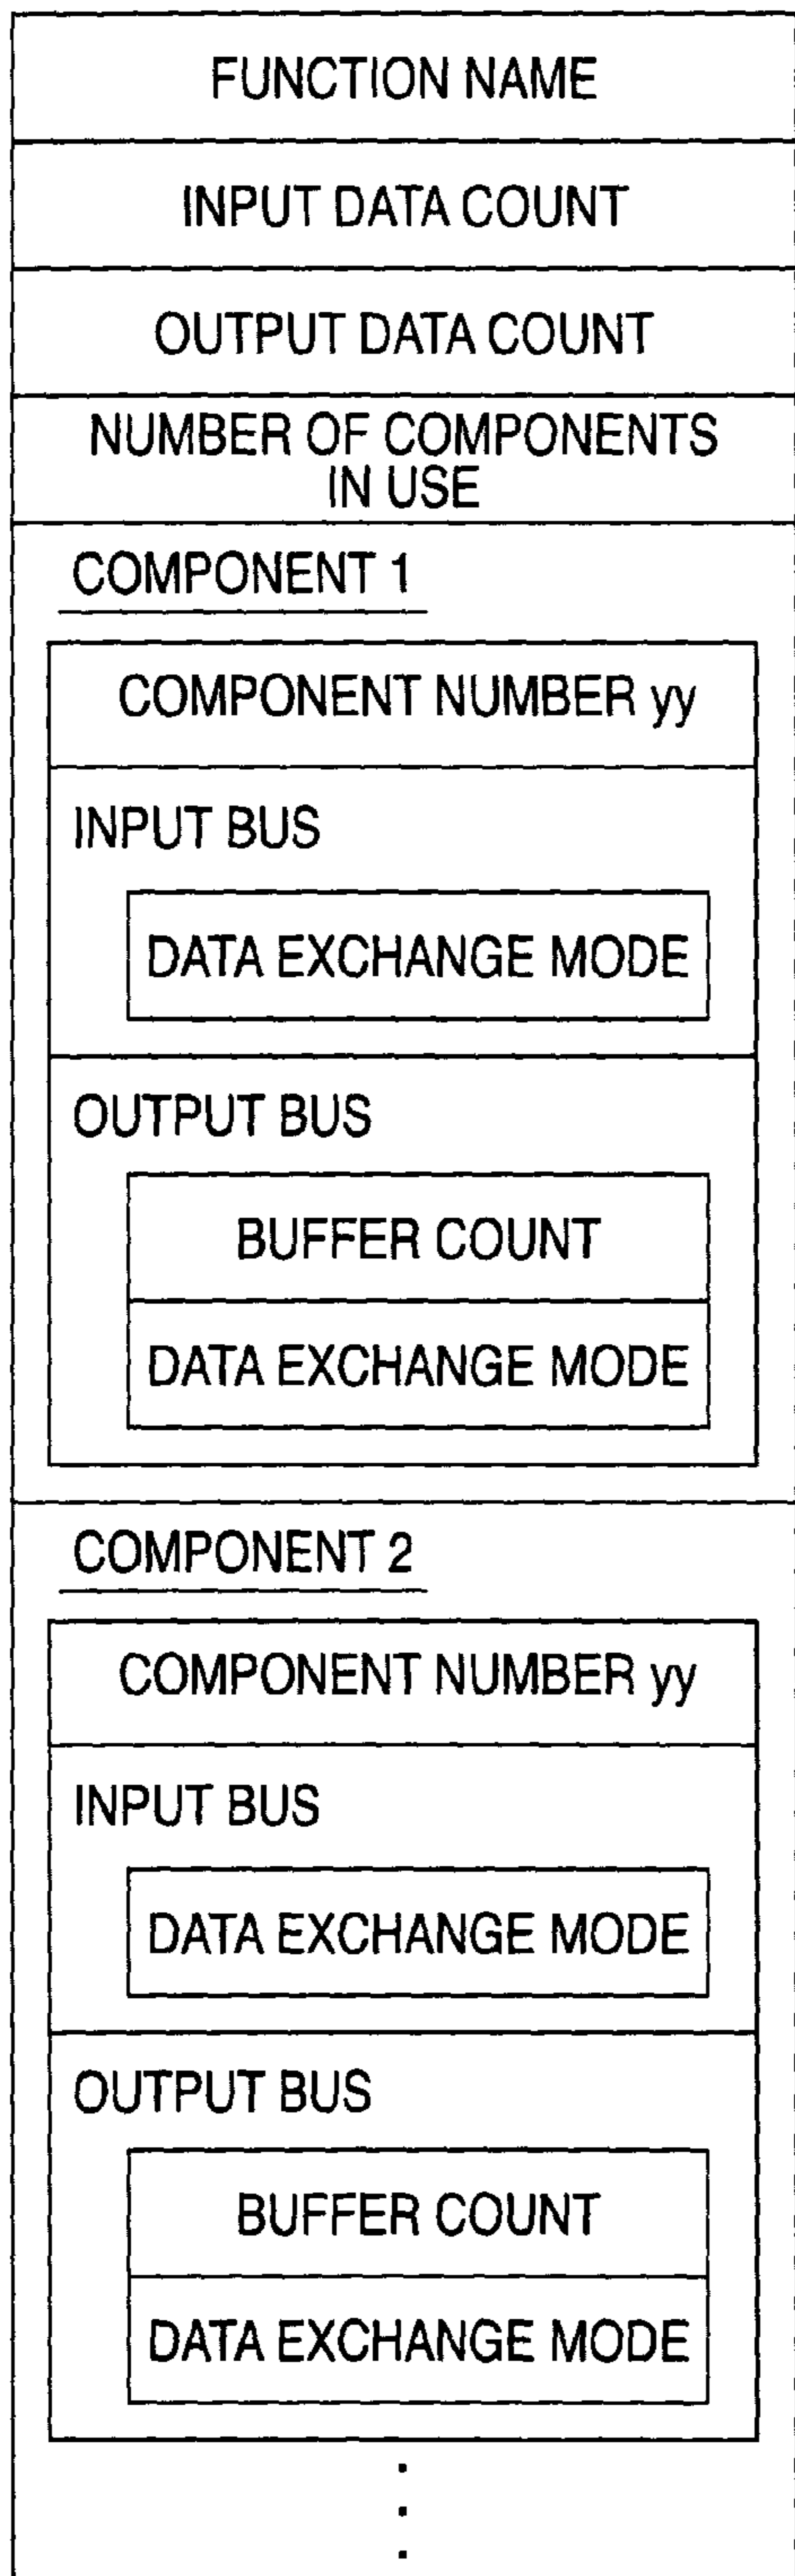 FUNCTION NAME
INPUT DATA COUNT
OUTPUT DATA COUNT
NUMBER OF COMPONENTS
IN USE
COMPONENT 1
COMPONENT NUMBER yy
INPUT BUS
DATA EXCHANGE MODE
OUTPUT BUS
BUFFER COUNT
DATA EXCHANGE MODE
COMPONENT 2
COMPONENT NUMBER yy
INPUT BUS
DATA EXCHANGE MODE
OUTPUT BUS
BUFFER COUNT
DATA EXCHANGE MODE